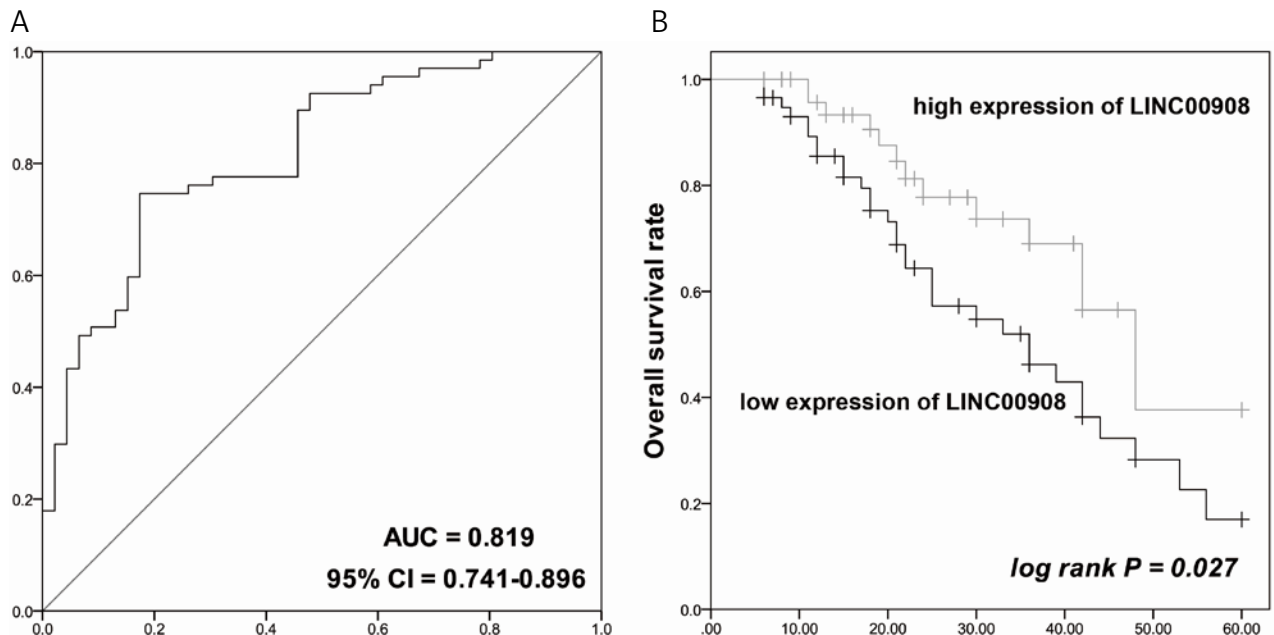 A
B
1.0
0.8
0.6
0.4
0.2
0.0
0.0 0.2 0.4 0.6 0.8 1.0
AUC = 0.819
95% CI = 0.741-0.896
Overall survival rate
1.0
0.8
0.6
0.4
0.2
0.0
.00 10.00 20.00 30.00 40.00 50.00 60.00
high expression of LINC00908
low expression of LINC00908
log rank P = 0.027